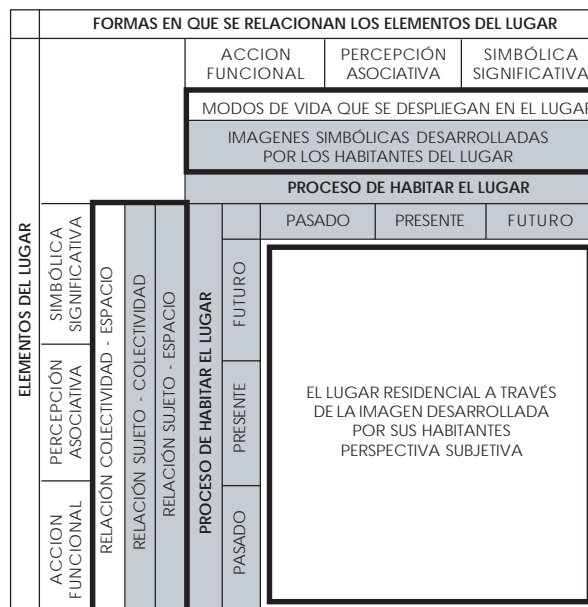 FORMAS EN QUE SE RELACIONAN LOS ELEMENTOS DEL LUGAR
ACCION
FUNCIONAL
PERCEPCIÓN
ASOCIATIVA
SIMBÓLICA
SIGNIFICATIVA
MODOS DE VIDA QUE SE DESPLIEGAN EN EL LUGAR
IMAGENES SIMBÓLICAS DESARROLLADAS
POR LOS HABITANTES DEL LUGAR
PROCESO DE HABITAR EL LUGAR
PASADO
PRESENTE
FUTURO
ELEMENTOS DEL LUGAR
SIMBÓLICA
SIGNIFICATIVA
PERCEPCIÓN
ASOCIATIVA
ACCION
FUNCIONAL
RELACIÓN COLECTIVIDAD - ESPACIO
RELACIÓN SUJETO - COLECTIVIDAD
RELACIÓN SUJETO - ESPACIO
PROCESO DE HABITAR EL LUGAR
FUTURO
PRESENTE
PASADO
EL LUGAR RESIDENCIAL A TRAVÉS
DE LA IMAGEN DESARROLLADA
POR SUS HABITANTES
PERSPECTIVA SUBJETIVA